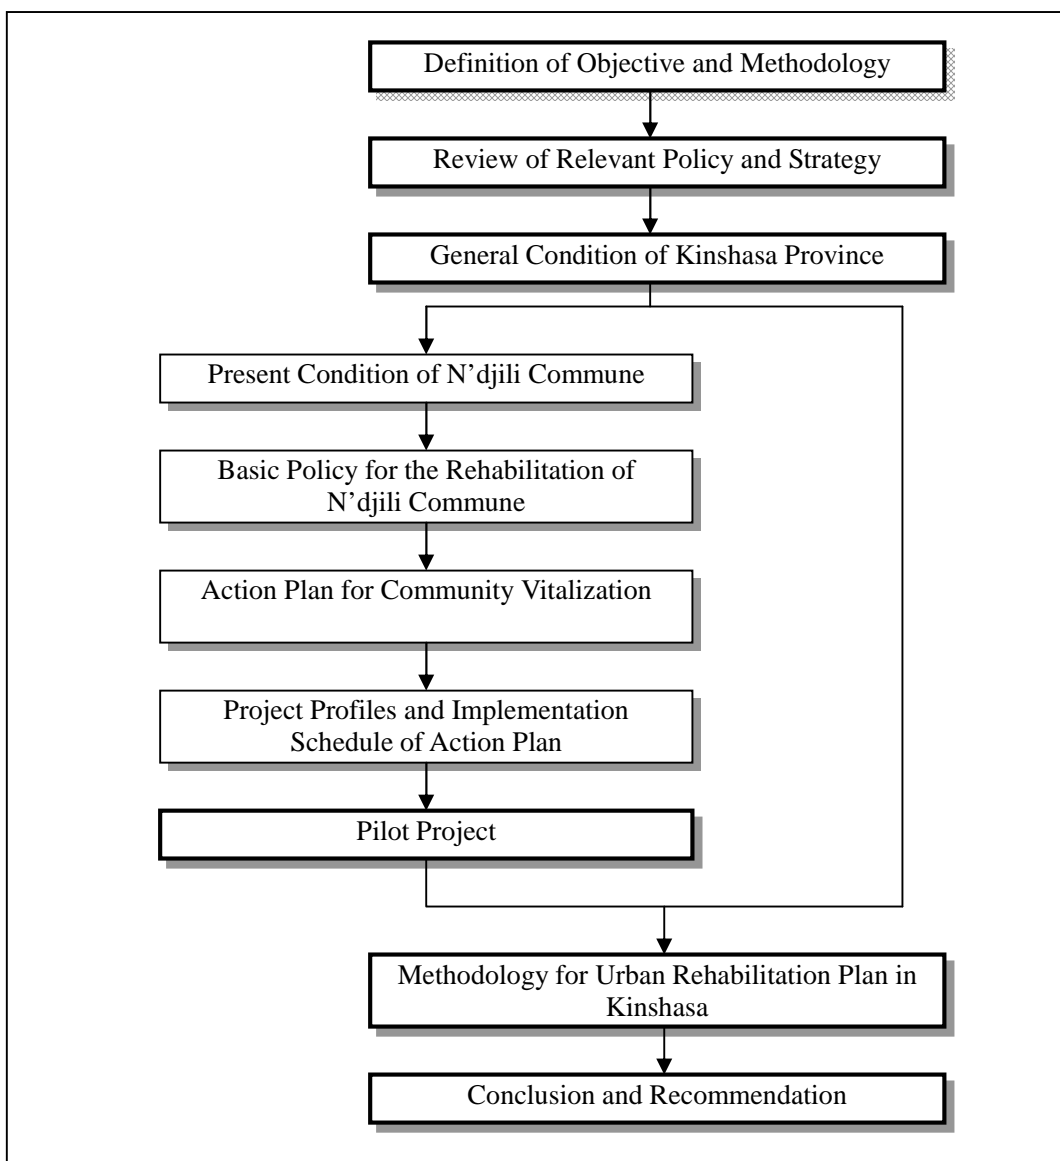 Definition of Objective and Methodology
Review of Relevant Policy and Strategy
General Condition of Kinshasa Province
Present Condition of N’djili Commune
Basic Policy for the Rehabilitation of
N’djili Commune
Action Plan for Community Vitalization
Project Profiles and Implementation
Schedule of Action Plan
Pilot Project
Methodology for Urban Rehabilitation Plan in
Kinshasa
Conclusion and Recommendation